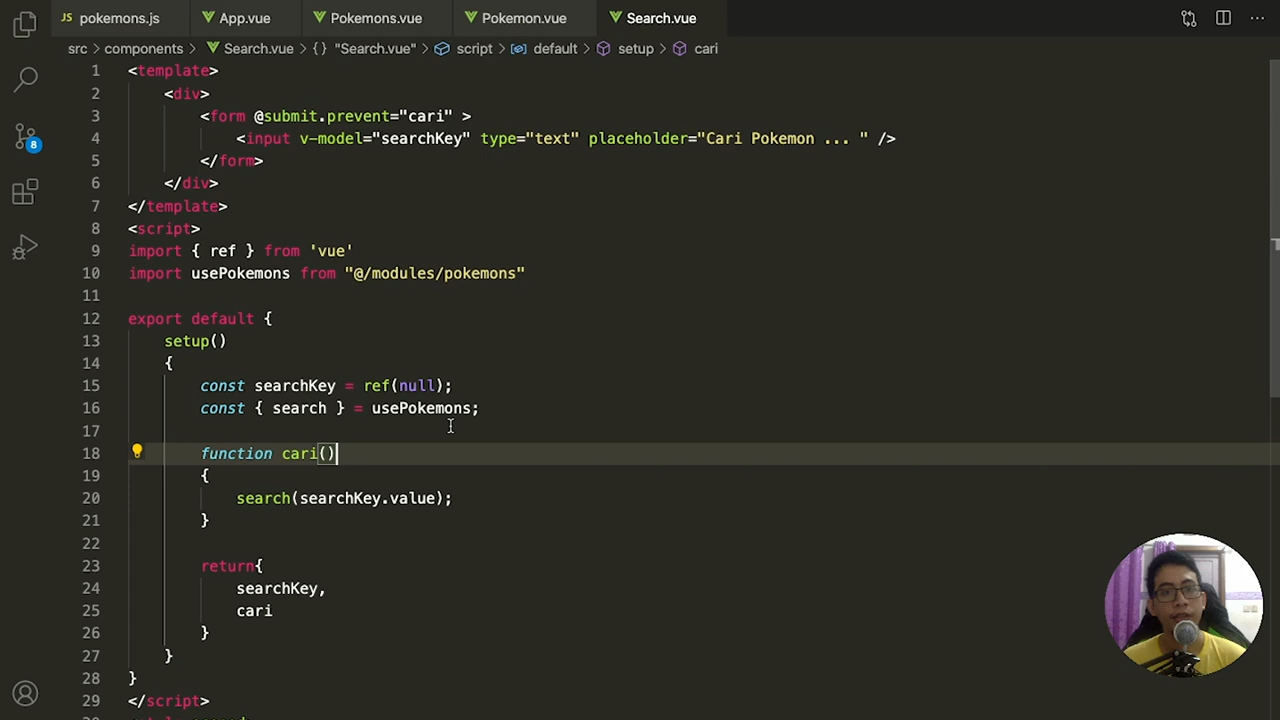 JS pokemons.js App.vue Pokemons.vue Pokemon.vue Search.vue
src > components > Search.vue > {} "Search.vue" > script > default > setup > cari
1 <template>
2 <div>
3 <form @submit.prevent="cari" >
4 <input v-model="searchKey" type="text" placeholder="Cari Pokemon ... " />
5 </form>
6 </div>
7 </template>
8 <script>
9 import { ref } from 'vue'
10 import usePokemons from "@/modules/pokemons"
11
12 export default {
13 setup()
14 {
15 const searchKey = ref(null);
16 const { search } = usePokemons;
17
18 function cari()
19 {
20 search(searchKey.value);
21 }
22
23 return{
24 searchKey,
25 cari
26 }
27 }
28 }
29 </script>
8